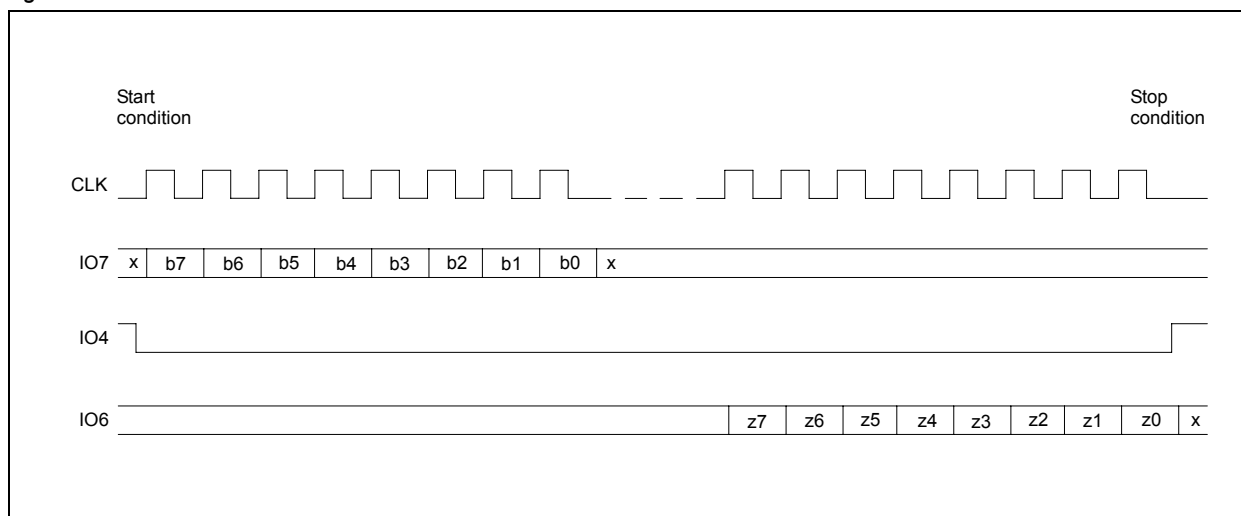 Start
condition
Stop
condition
CLK
IO7 x b7 b6 b5 b4 b3 b2 b1 b0 x
IO4
IO6 z7 z6 z5 z4 z3 z2 z1 z0 x